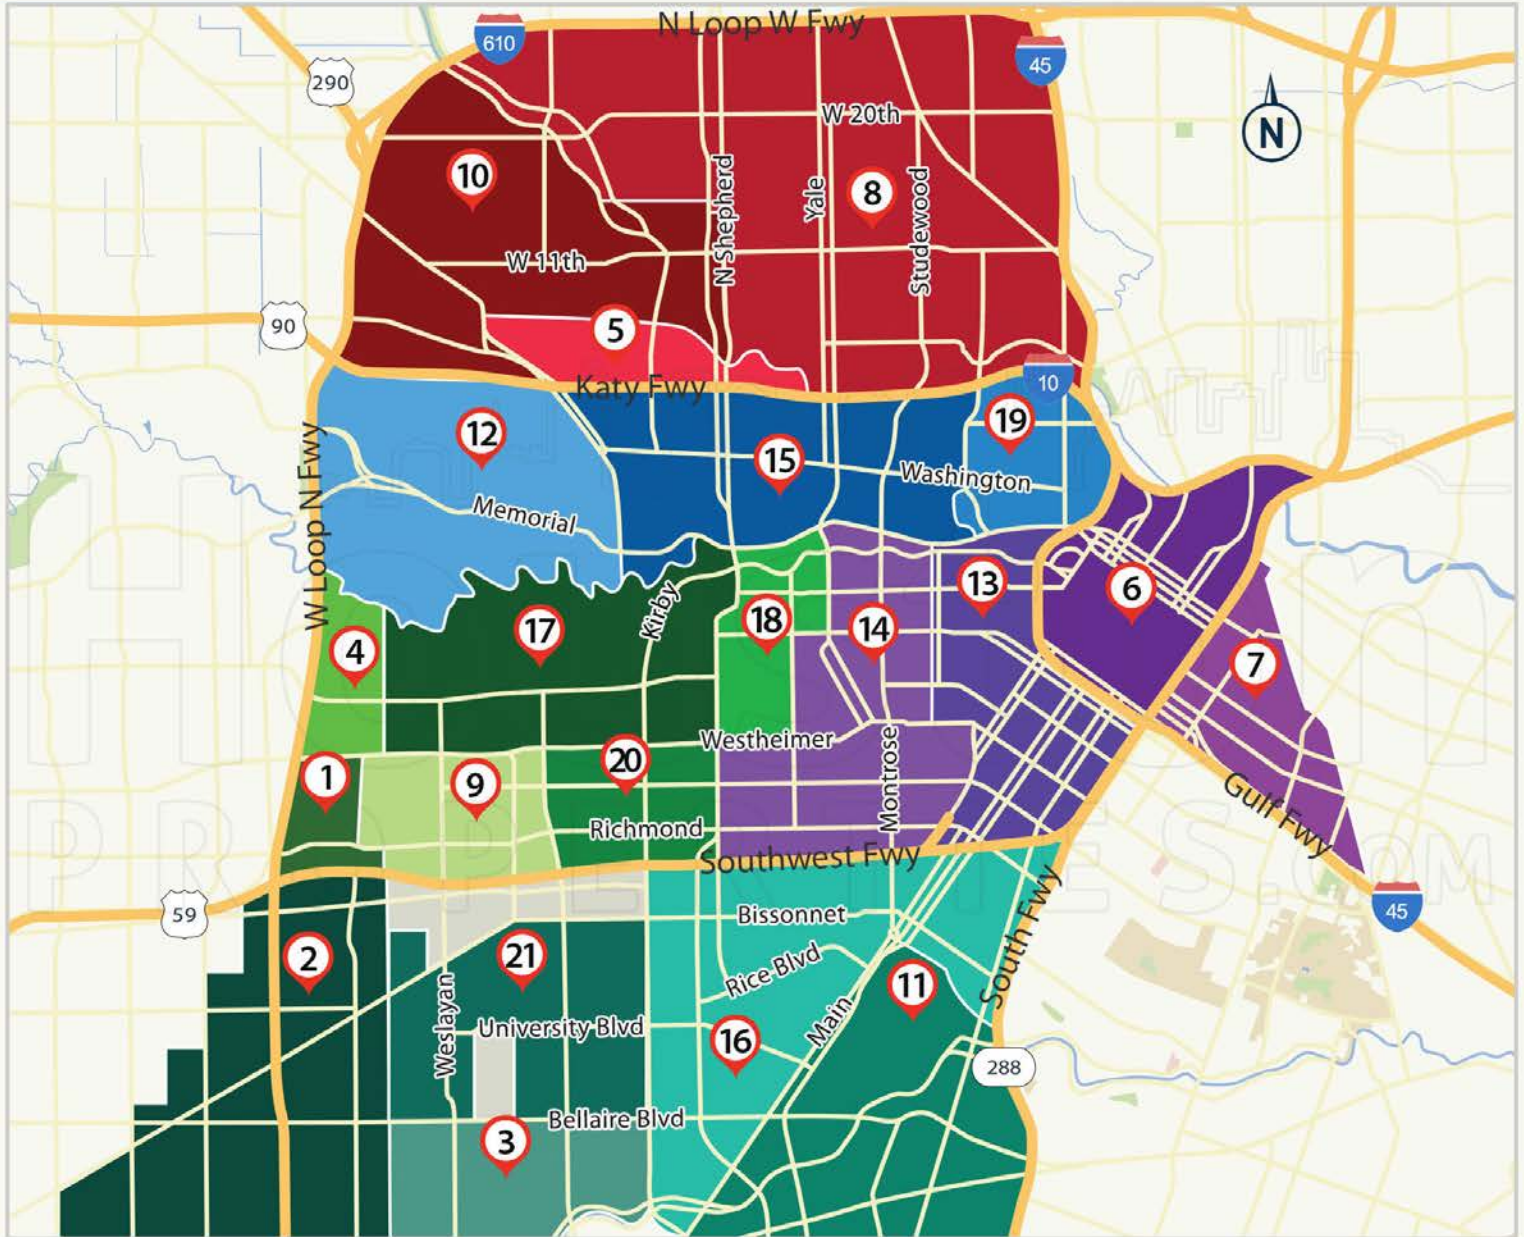 N Loop W Fwy
610
45
290
W 20th
N
10
N Shepherd
Yale
8
Studewood
W 11th
90
5
Katy Fwy
10
12
19
15
Washington
W Loop N Fwy
Memorial
13
6
Kirby
18
17
14
4
7
Westheimer
20
1
9
Montrose
Richmond
Gulf Fwy
Southwest Fwy
59
45
Bissonnet
2
21
Rice Blvd
11
South Fwy
Weslayan
University Blvd
Main
16
288
Bellaire Blvd
3
HOUSTON
PROPERTIES.COM